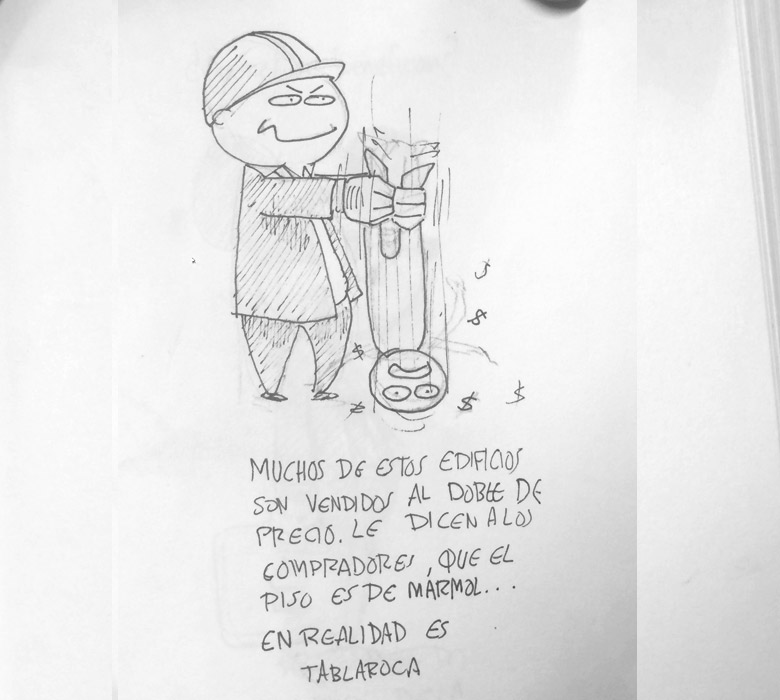 $
$
$
$
$
$
MUCHOS DE ESTOS EDIFICIOS
SON VENDIDOS AL DOBLE DE
PRECIO. LE DICEN A LOS
COMPRADORES, QUE EL
PISO ES DE MARMOL...
EN REALIDAD ES
TABLAROCA